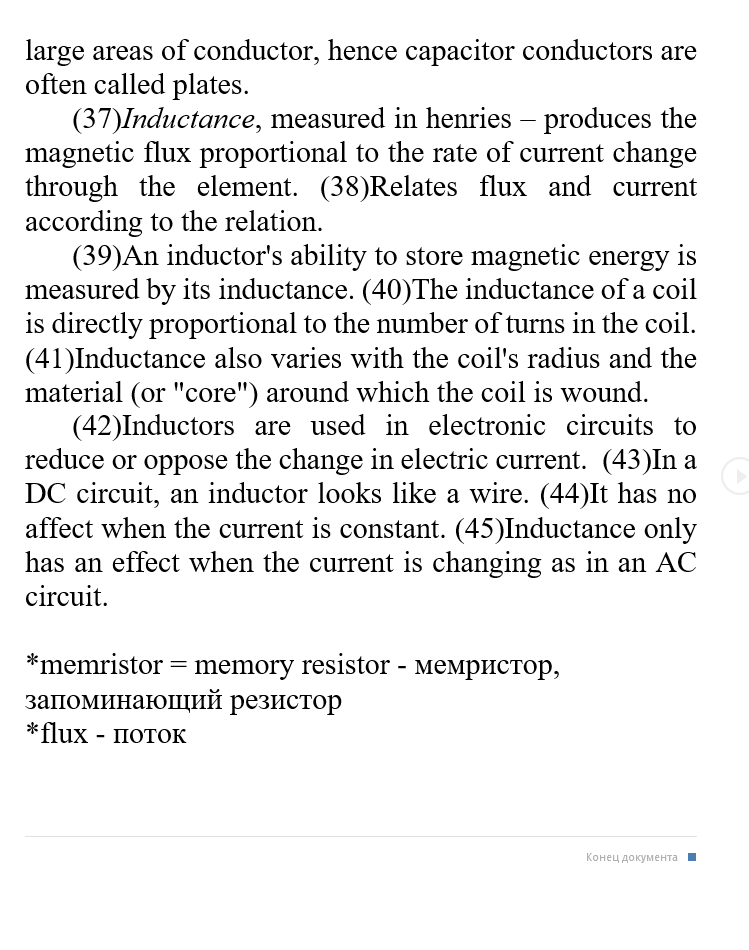 large areas of conductor, hence capacitor conductors are
often called plates.
(37)Inductance, measured in henries – produces the
magnetic flux proportional to the rate of current change
through the element. (38)Relates flux and current
according to the relation.
(39)An inductor's ability to store magnetic energy is
measured by its inductance. (40)The inductance of a coil
is directly proportional to the number of turns in the coil.
(41)Inductance also varies with the coil's radius and the
material (or "core") around which the coil is wound.
(42)Inductors are used in electronic circuits to
reduce or oppose the change in electric current. (43)In a
DC circuit, an inductor looks like a wire. (44)It has no
affect when the current is constant. (45)Inductance only
has an effect when the current is changing as in an AC
circuit.
*memristor = memory resistor - мемристор,
запоминающий резистор
*flux - поток
Конец документа